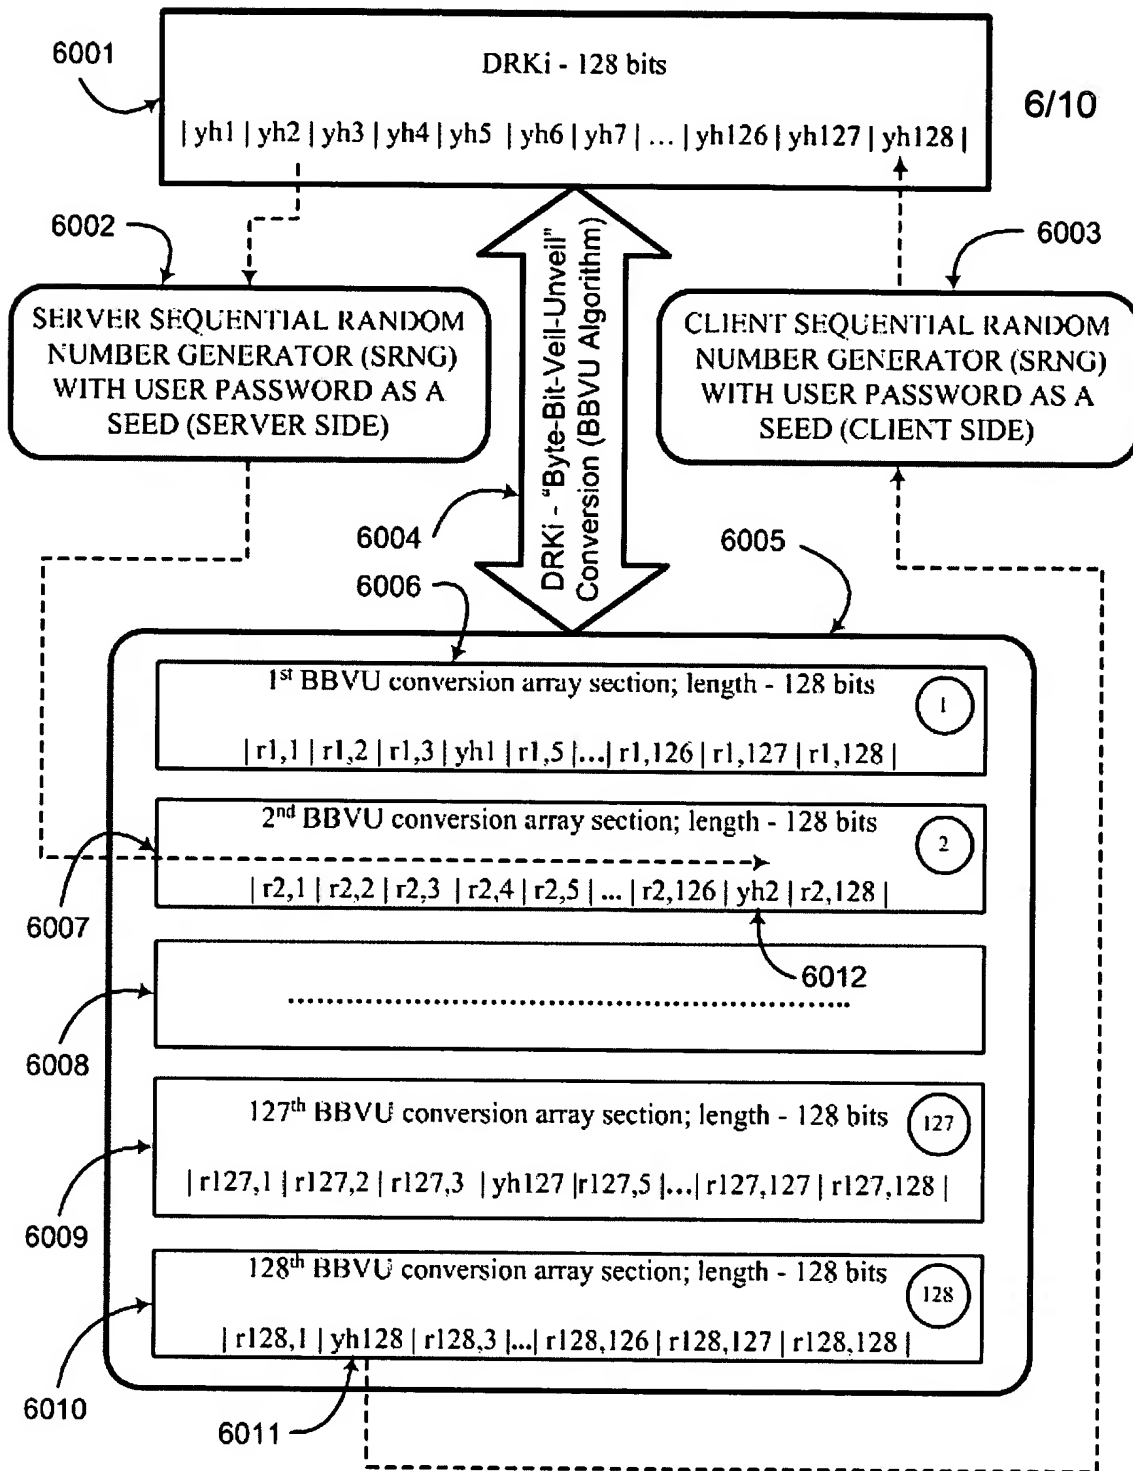 6001
DRKi - 128 bits
6/10
| yh1 | yh2 | yh3 | yh4 | yh5 | yh6 | yh7 | ... | yh126 | yh127 | yh128 |
6002
6003
SERVER SEQUENTIAL RANDOM
NUMBER GENERATOR (SRNG)
WITH USER PASSWORD AS A
SEED (SERVER SIDE)
DRKi - "Byte-Bit-Veil-Unveil"
Conversion (BBVU Algorithm)
CLIENT SEQUENTIAL RANDOM
NUMBER GENERATOR (SRNG)
WITH USER PASSWORD AS A
SEED (CLIENT SIDE)
6004
6005
6006
1st BBVU conversion array section; length - 128 bits
1
| r1,1 | r1,2 | r1,3 | yh1 | r1,5 |...| r1,126 | r1,127 | r1,128 |
2nd BBVU conversion array section; length - 128 bits
2
| r2,1 | r2,2 | r2,3 | r2,4 | r2,5 | ... | r2,126 | yh2 | r2,128 |
6007
6012
6008
127th BBVU conversion array section; length - 128 bits
127
| r127,1 | r127,2 | r127,3 | yh127 |r127,5 |...| r127,127 | r127,128 |
6009
128th BBVU conversion array section; length - 128 bits
128
| r128,1 | yh128 | r128,3 |...| r128,126 | r128,127 | r128,128 |
6010
6011